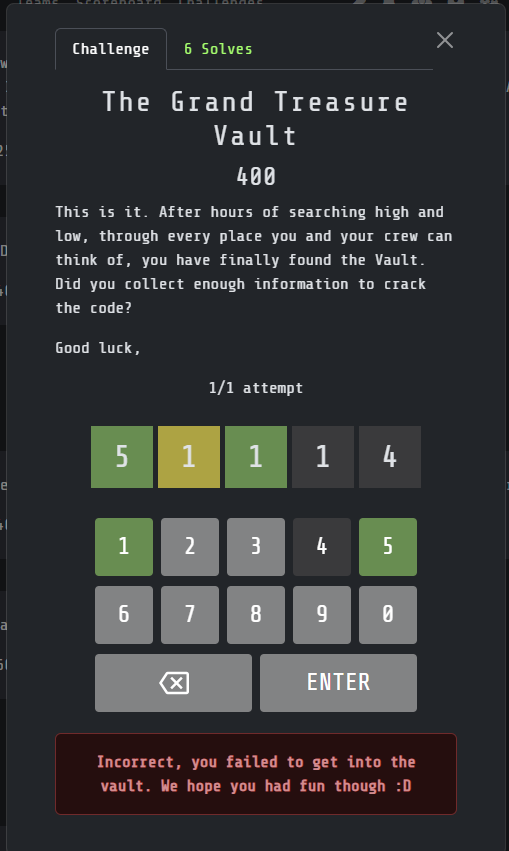 Teams Scoreboard Challenges
Challenge
6 Solves
The Grand Treasure
Vault
400
This is it. After hours of searching high and
low, through every place you and your crew can
think of, you have finally found the Vault.
Did you collect enough information to crack
the code?
Good luck,
1/1 attempt
5 1 1 1 4
1 2 3 4 5
6 7 8 9 0
ENTER
Incorrect, you failed to get into the
vault. We hope you had fun though :D